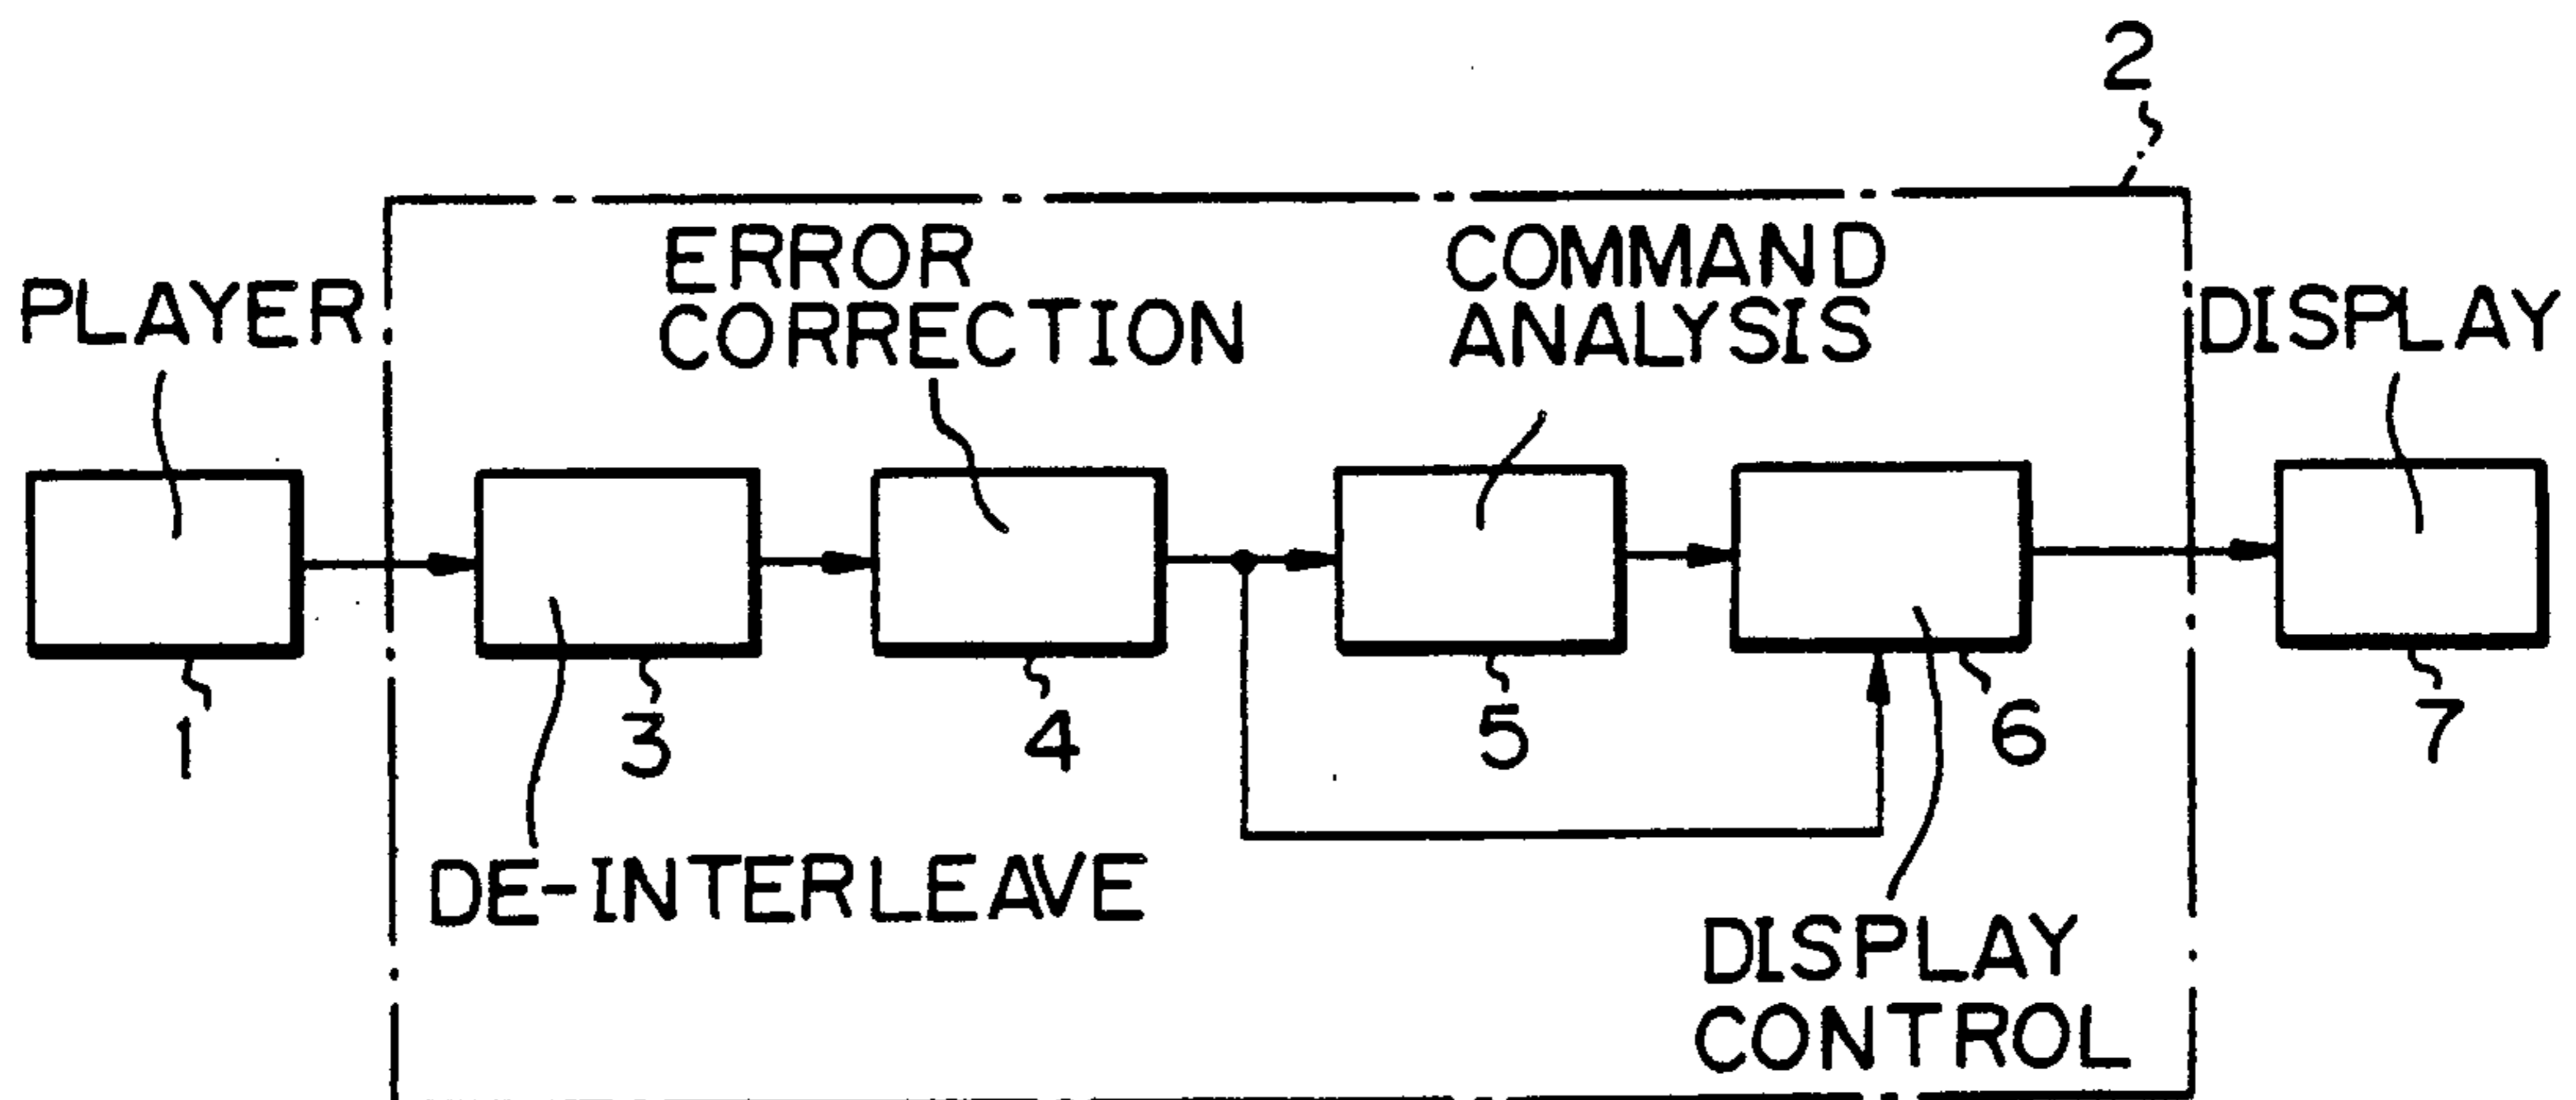 2
ERROR
CORRECTION
COMMAND
ANALYSIS
PLAYER
DISPLAY
1
3
4
5
6
7
DE-INTERLEAVE
DISPLAY
CONTROL